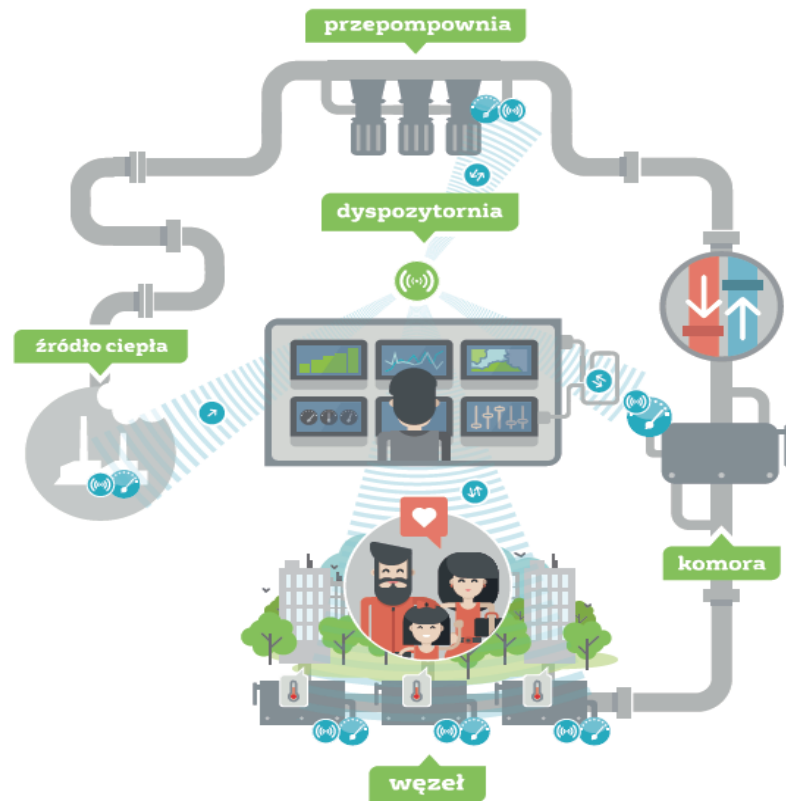 przepompownia
dyspozytornia
źródło ciepła
komora
węzeł